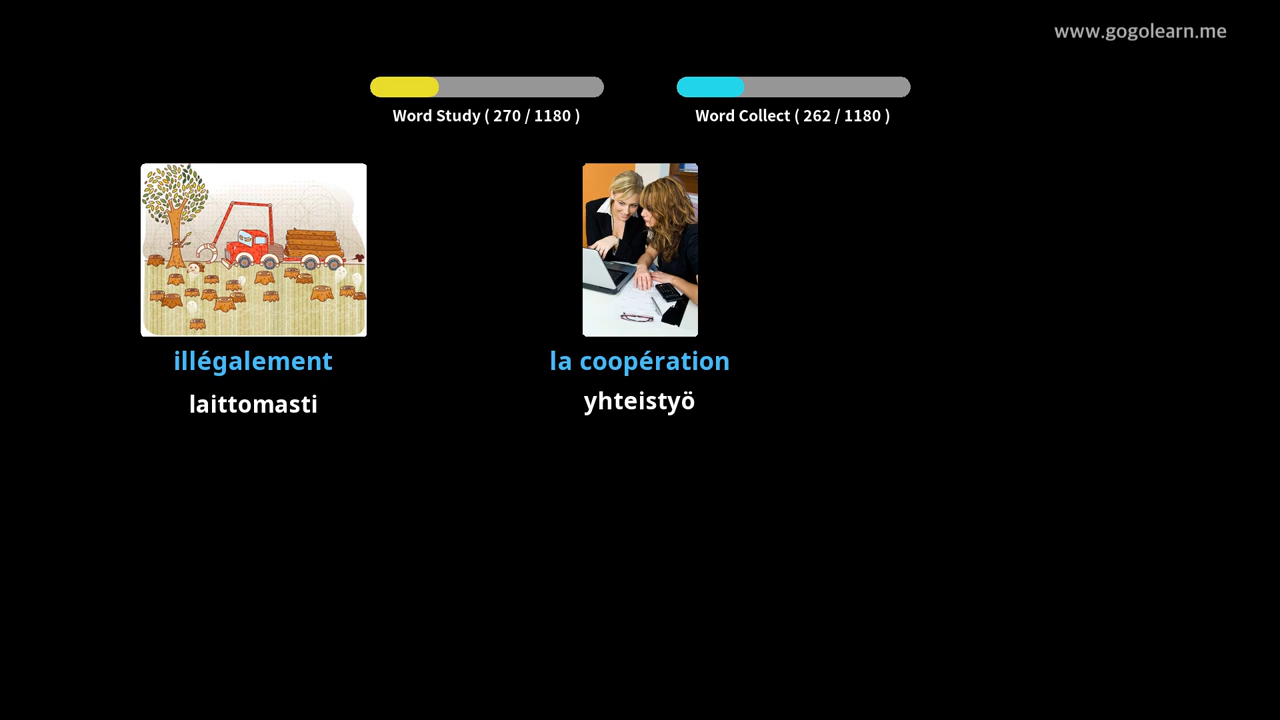 www.gogolearn.me
Word Study ( 270 / 1180 )
Word Collect ( 262 / 1180 )
illégalement
laittomasti
la coopération
yhteistyö